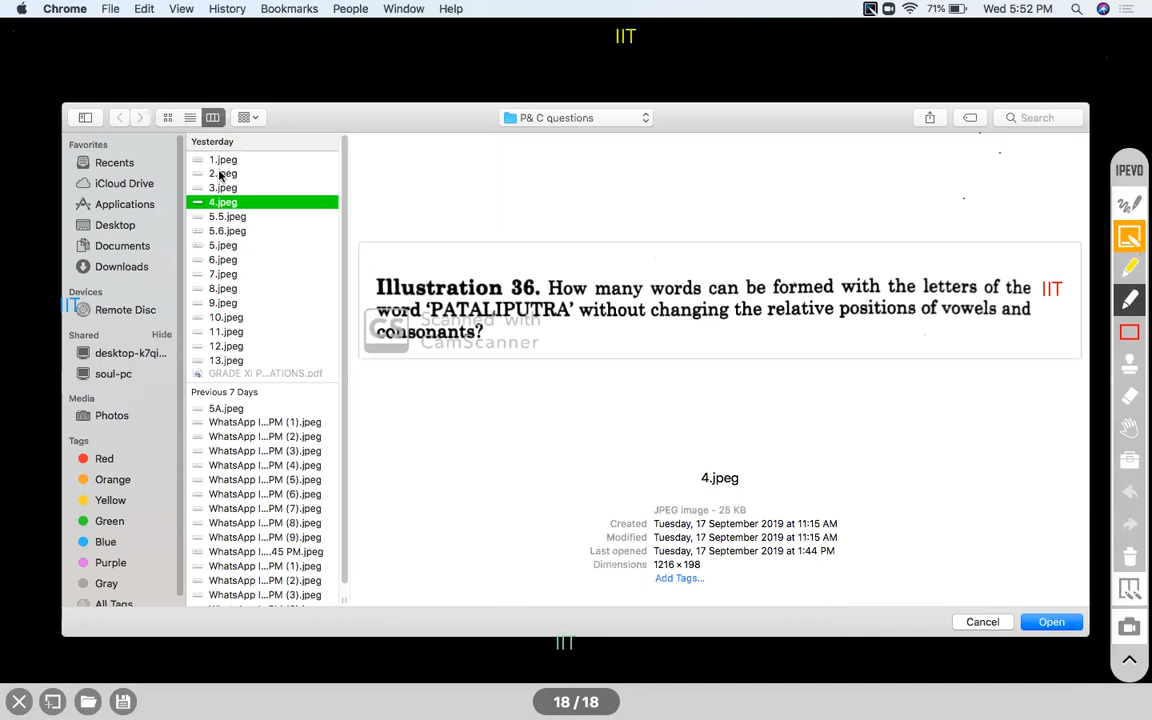 Chrome File Edit View History Bookmarks People Window Help 71% Wed 5:52 PM
IIT
P& C questions
Search
IPEVO
Favorites
Recents
iCloud Drive
Applications
Desktop
Documents
Downloads
Devices
IIT
Remote Disc
Shared Hide
desktop-k7qi...
soul-pc
Media
Photos
Tags
Red
Orange
Yellow
Green
Blue
Purple
Gray
All Tags
Yesterday
1.jpeg
2.jpeg
3.jpeg
4.jpeg
5.5.jpeg
5.6.jpeg
5.jpeg
6.jpeg
7.jpeg
8.jpeg
9.jpeg
10.jpeg
11.jpeg
12.jpeg
13.jpeg
GRADE XI P...ATIONS.pdf
Previous 7 Days
5A.jpeg
WhatsApp I...PM (1).jpeg
WhatsApp I...PM (2).jpeg
WhatsApp I...PM (3).jpeg
WhatsApp I...PM (4).jpeg
WhatsApp I...PM (5).jpeg
WhatsApp I...PM (6).jpeg
WhatsApp I...PM (7).jpeg
WhatsApp I...PM (8).jpeg
WhatsApp I...PM (9).jpeg
WhatsApp I....45 PM.jpeg
WhatsApp I...PM (1).jpeg
WhatsApp I...PM (2).jpeg
WhatsApp I...PM (3).jpeg
Illustration 36. How many words can be formed with the letters of the
word 'PATALIPUTRA' without changing the relative positions of vowels and
consonants?
IIT
CS Scanned with
CamScanner
4.jpeg
JPEG image - 25 KB
Created Tuesday, 17 September 2019 at 11:15 AM
Modified Tuesday, 17 September 2019 at 11:15 AM
Last opened Tuesday, 17 September 2019 at 1:44 PM
Dimensions 1216 × 198
Add Tags...
Cancel Open
IIT
18 / 18